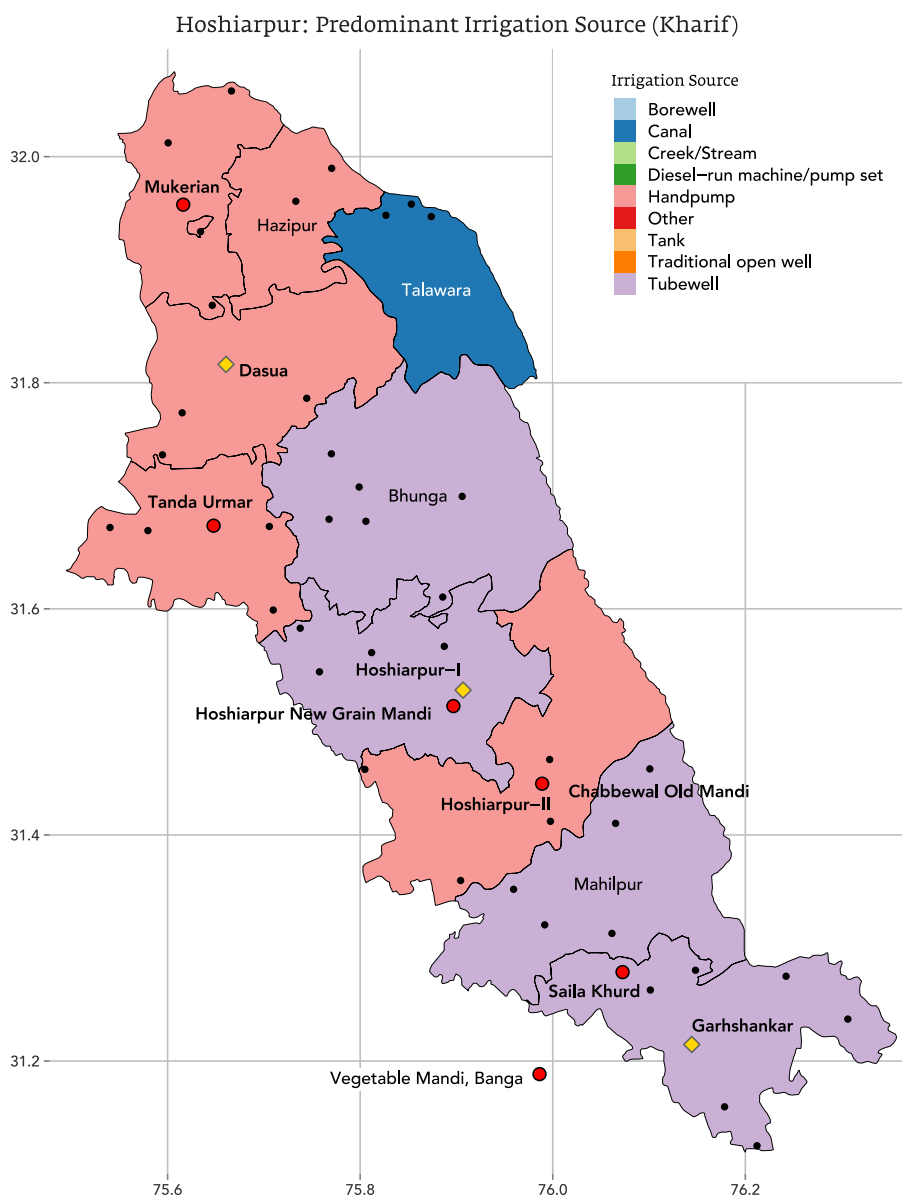 Hoshiarpur: Predominant Irrigation Source (Kharif)
Irrigation Source
Borewell
Canal
Creek/Stream
Diesel−run machine/pump set
Handpump
Other
Tank
Traditional open well
Tubewell
32.0
31.8
31.6
31.4
31.2
Mukerian
Hazipur
Talawara
Dasua
Tanda Urmar
Bhunga
Hoshiarpur−I
Hoshiarpur New Grain Mandi
Chabbewal Old Mandi
Hoshiarpur−II
Mahilpur
Saila Khurd
Garhshankar
Vegetable Mandi, Banga
75.6
75.8
76.0
76.2